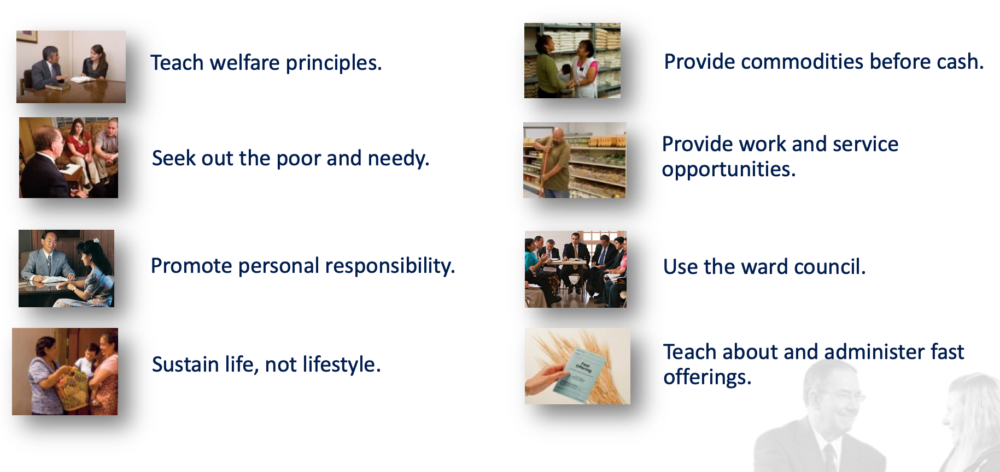 Teach welfare principles.
Seek out the poor and needy.
Promote personal responsibility.
Sustain life, not lifestyle.
Provide commodities before cash.
Provide work and service
opportunities.
Use the ward council.
Fast
Offering
Teach about and administer fast
offerings.